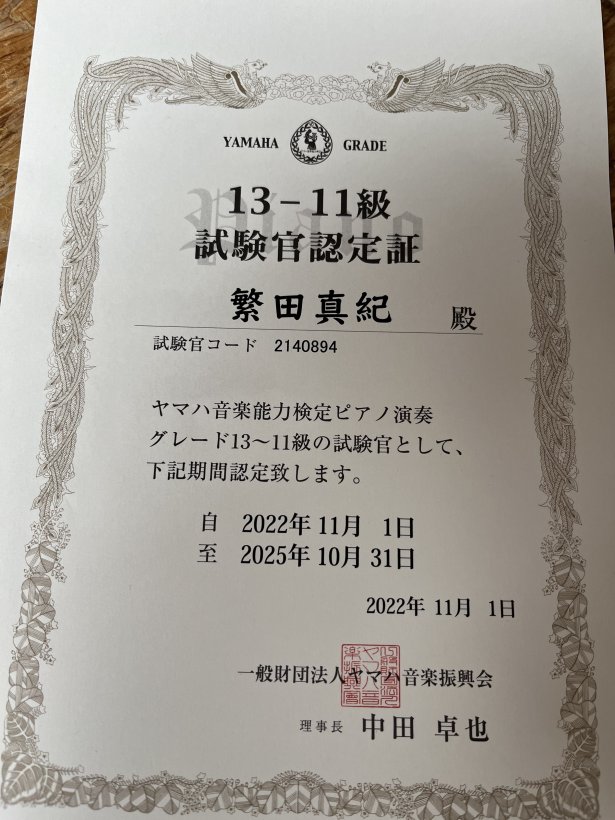 YAMAHA GRADE
Piano
13－11級
試験官認定証
繁田真紀 殿
試験官コード 2140894
ヤマハ音楽能力検定ピアノ演奏
グレード13～11級の試験官として、
下記期間認定致します。
自 2022年11月 1日
至 2025年10月31日
2022年 11月 1日
一般財団法人ヤマハ音楽振興会
理事長 中田 卓也